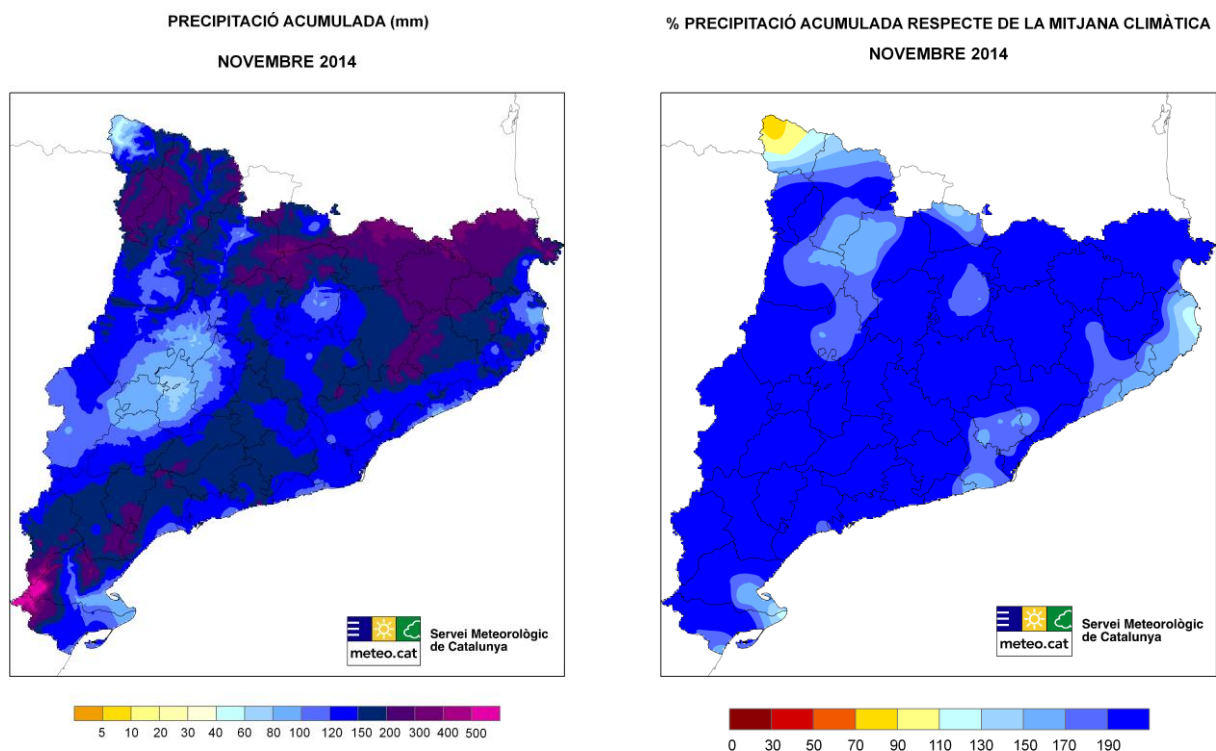 PRECIPITACIÓ ACUMULADA (mm)
NOVEMBRE 2014
meteo.cat
Servei Meteorològic
de Catalunya
5 10 20 30 40 60 80 100 120 150 200 300 400 500
% PRECIPITACIÓ ACUMULADA RESPECTE DE LA MITJANA CLIMÀTICA
NOVEMBRE 2014
meteo.cat
Servei Meteorològic
de Catalunya
0 30 50 70 90 110 130 150 170 190